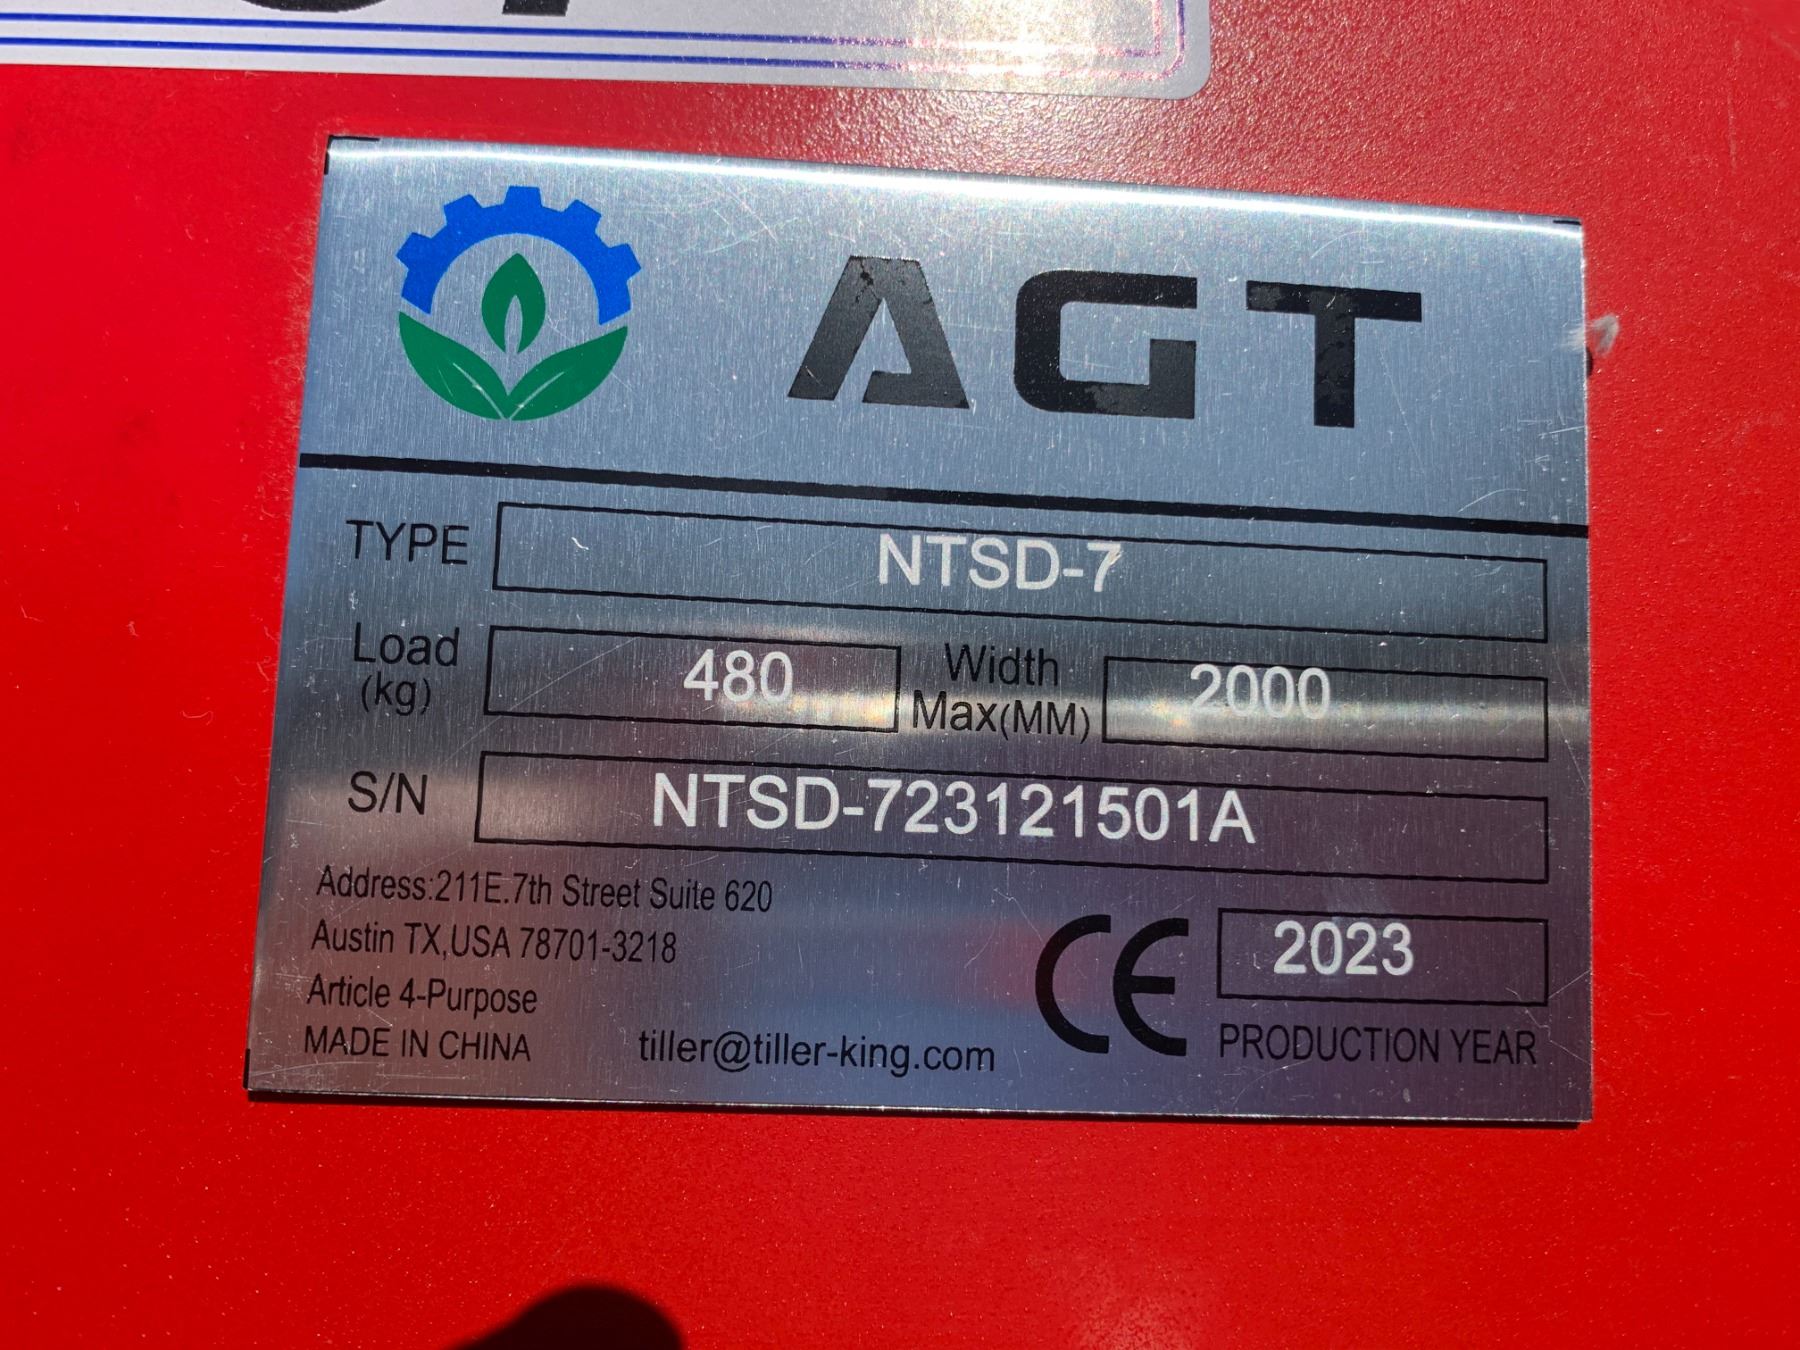 AGT
TYPE NTSD-7
Load (kg) 480 Width Max(MM) 2000
S/N NTSD-723121501A
Address:211E.7th Street Suite 620
Austin TX,USA 78701-3218
Article 4-Purpose
MADE IN CHINA
tiller@tiller-king.com
CE
2023
PRODUCTION YEAR